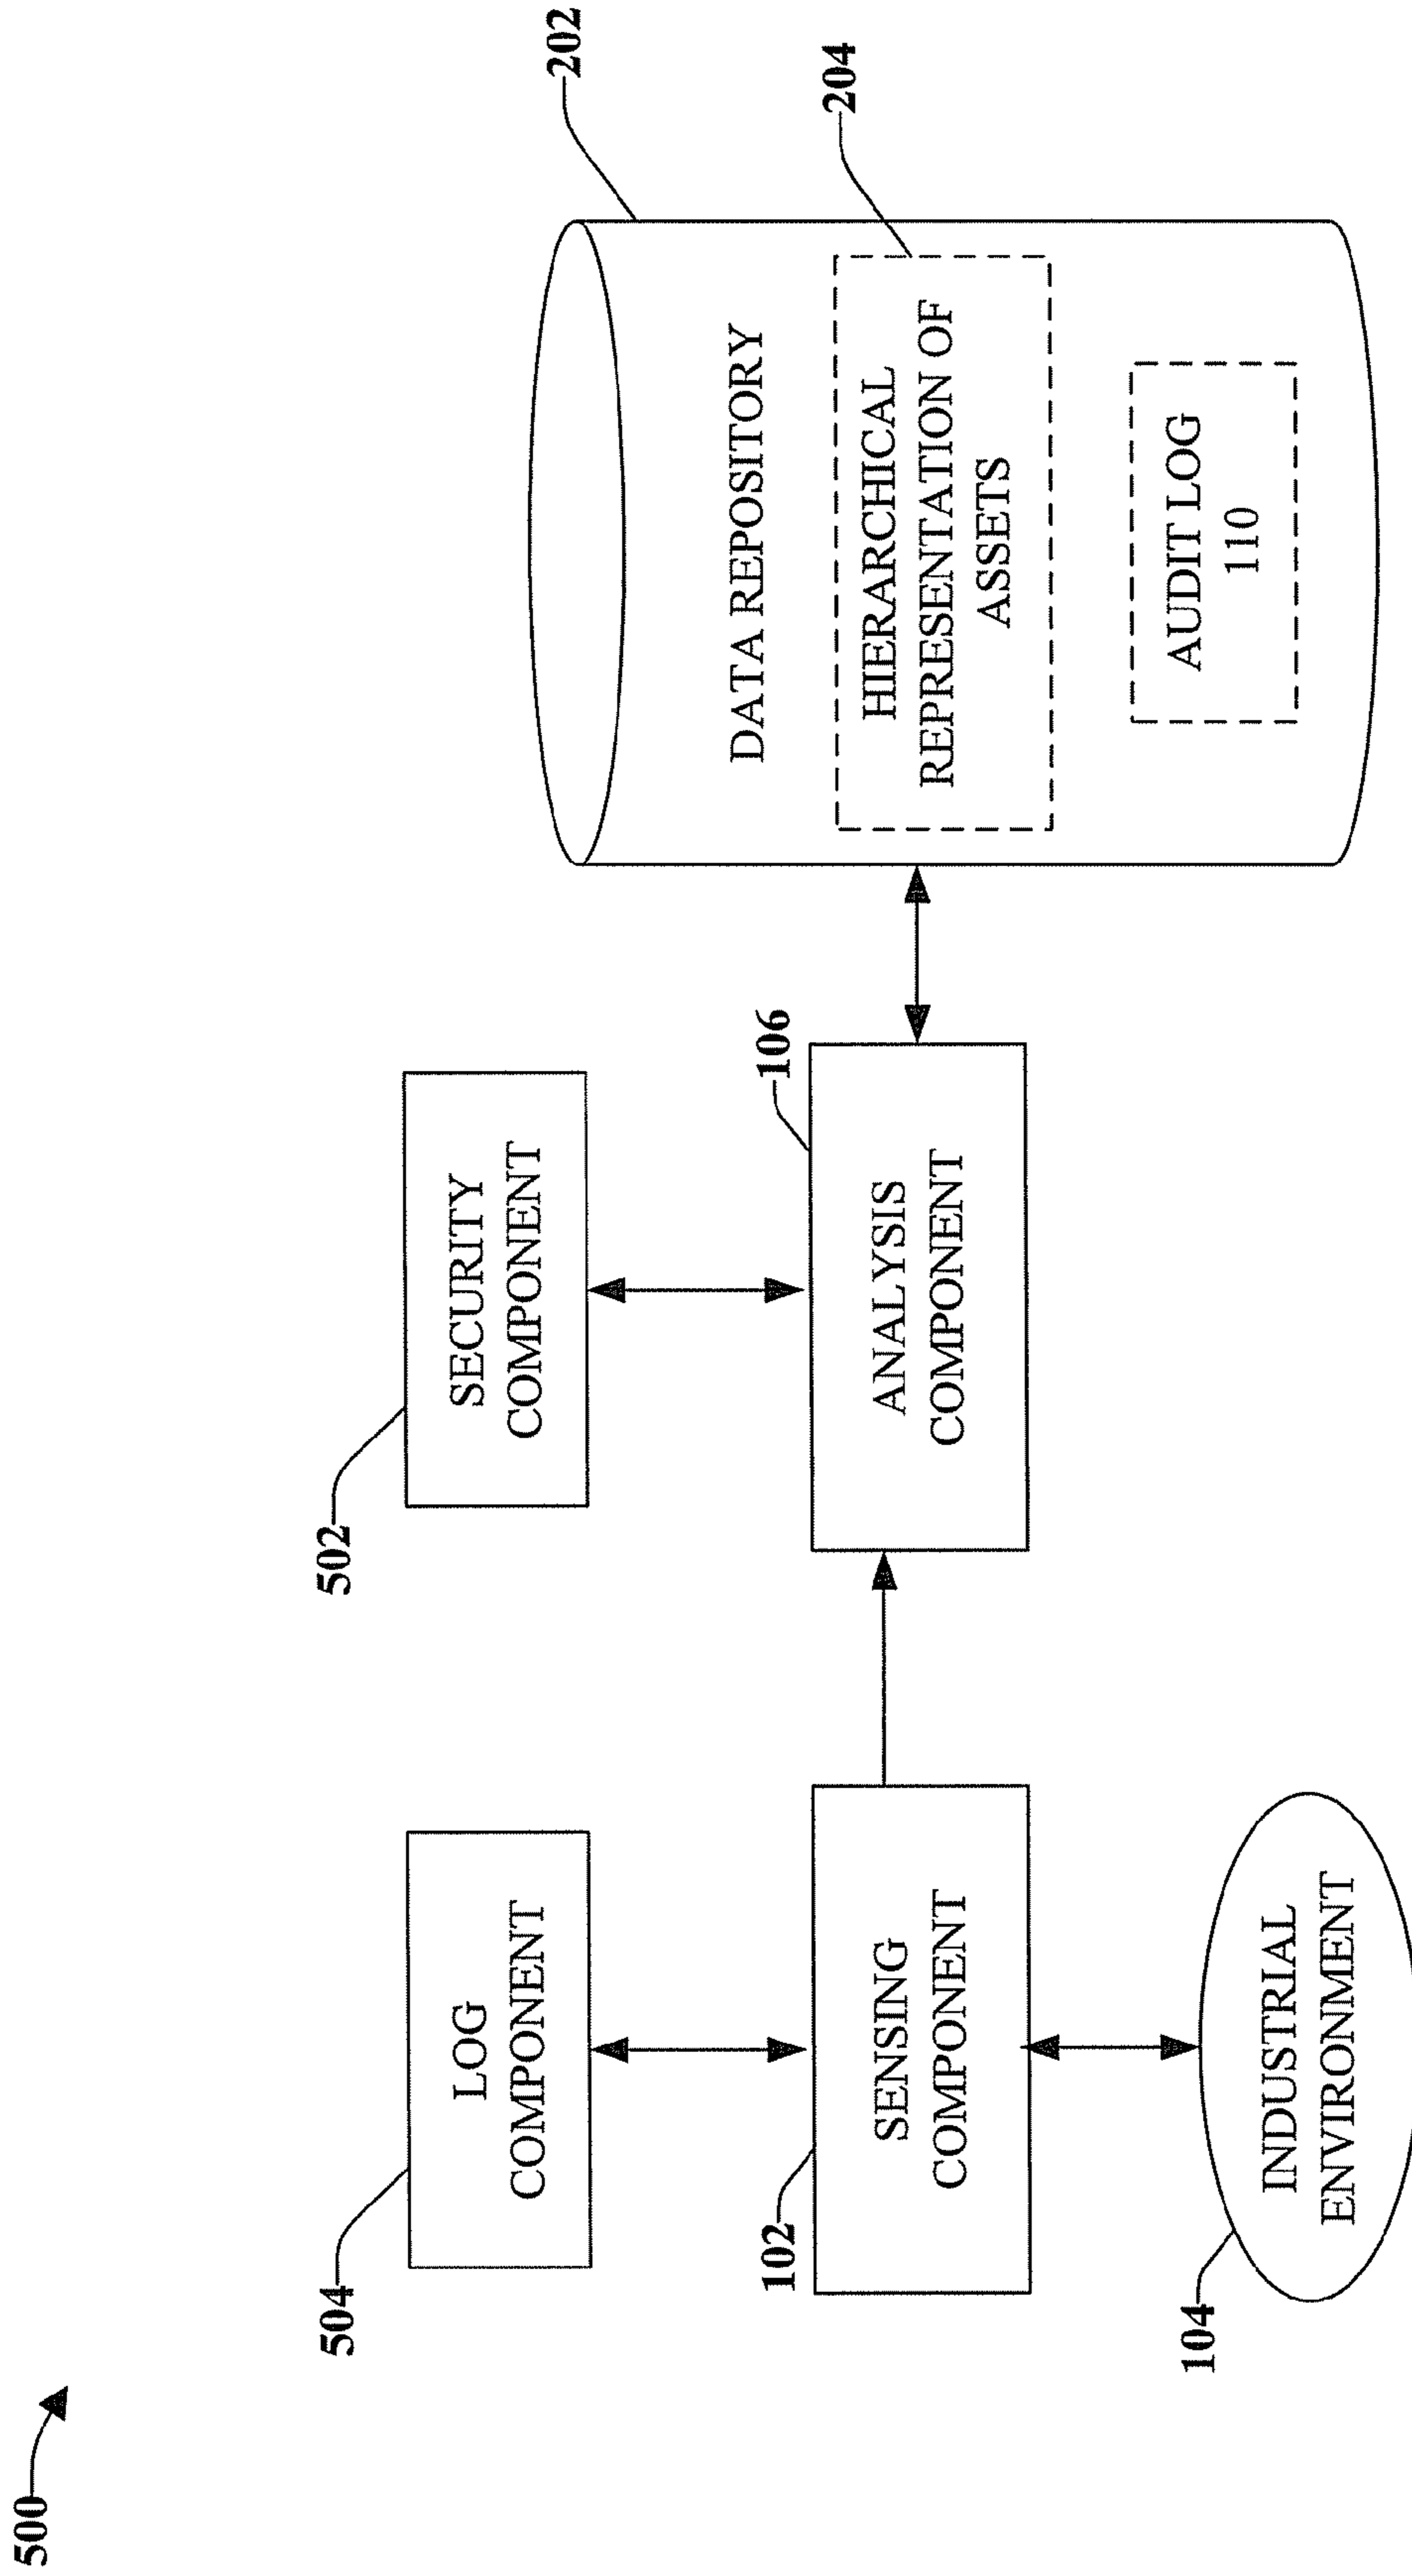 500
504
LOG
COMPONENT
502
SECURITY
COMPONENT
202
204
102
SENSING
COMPONENT
106
ANALYSIS
COMPONENT
DATA REPOSITORY
HIERARCHICAL
REPRESENTATION OF
ASSETS
AUDIT LOG
110
104
INDUSTRIAL
ENVIRONMENT